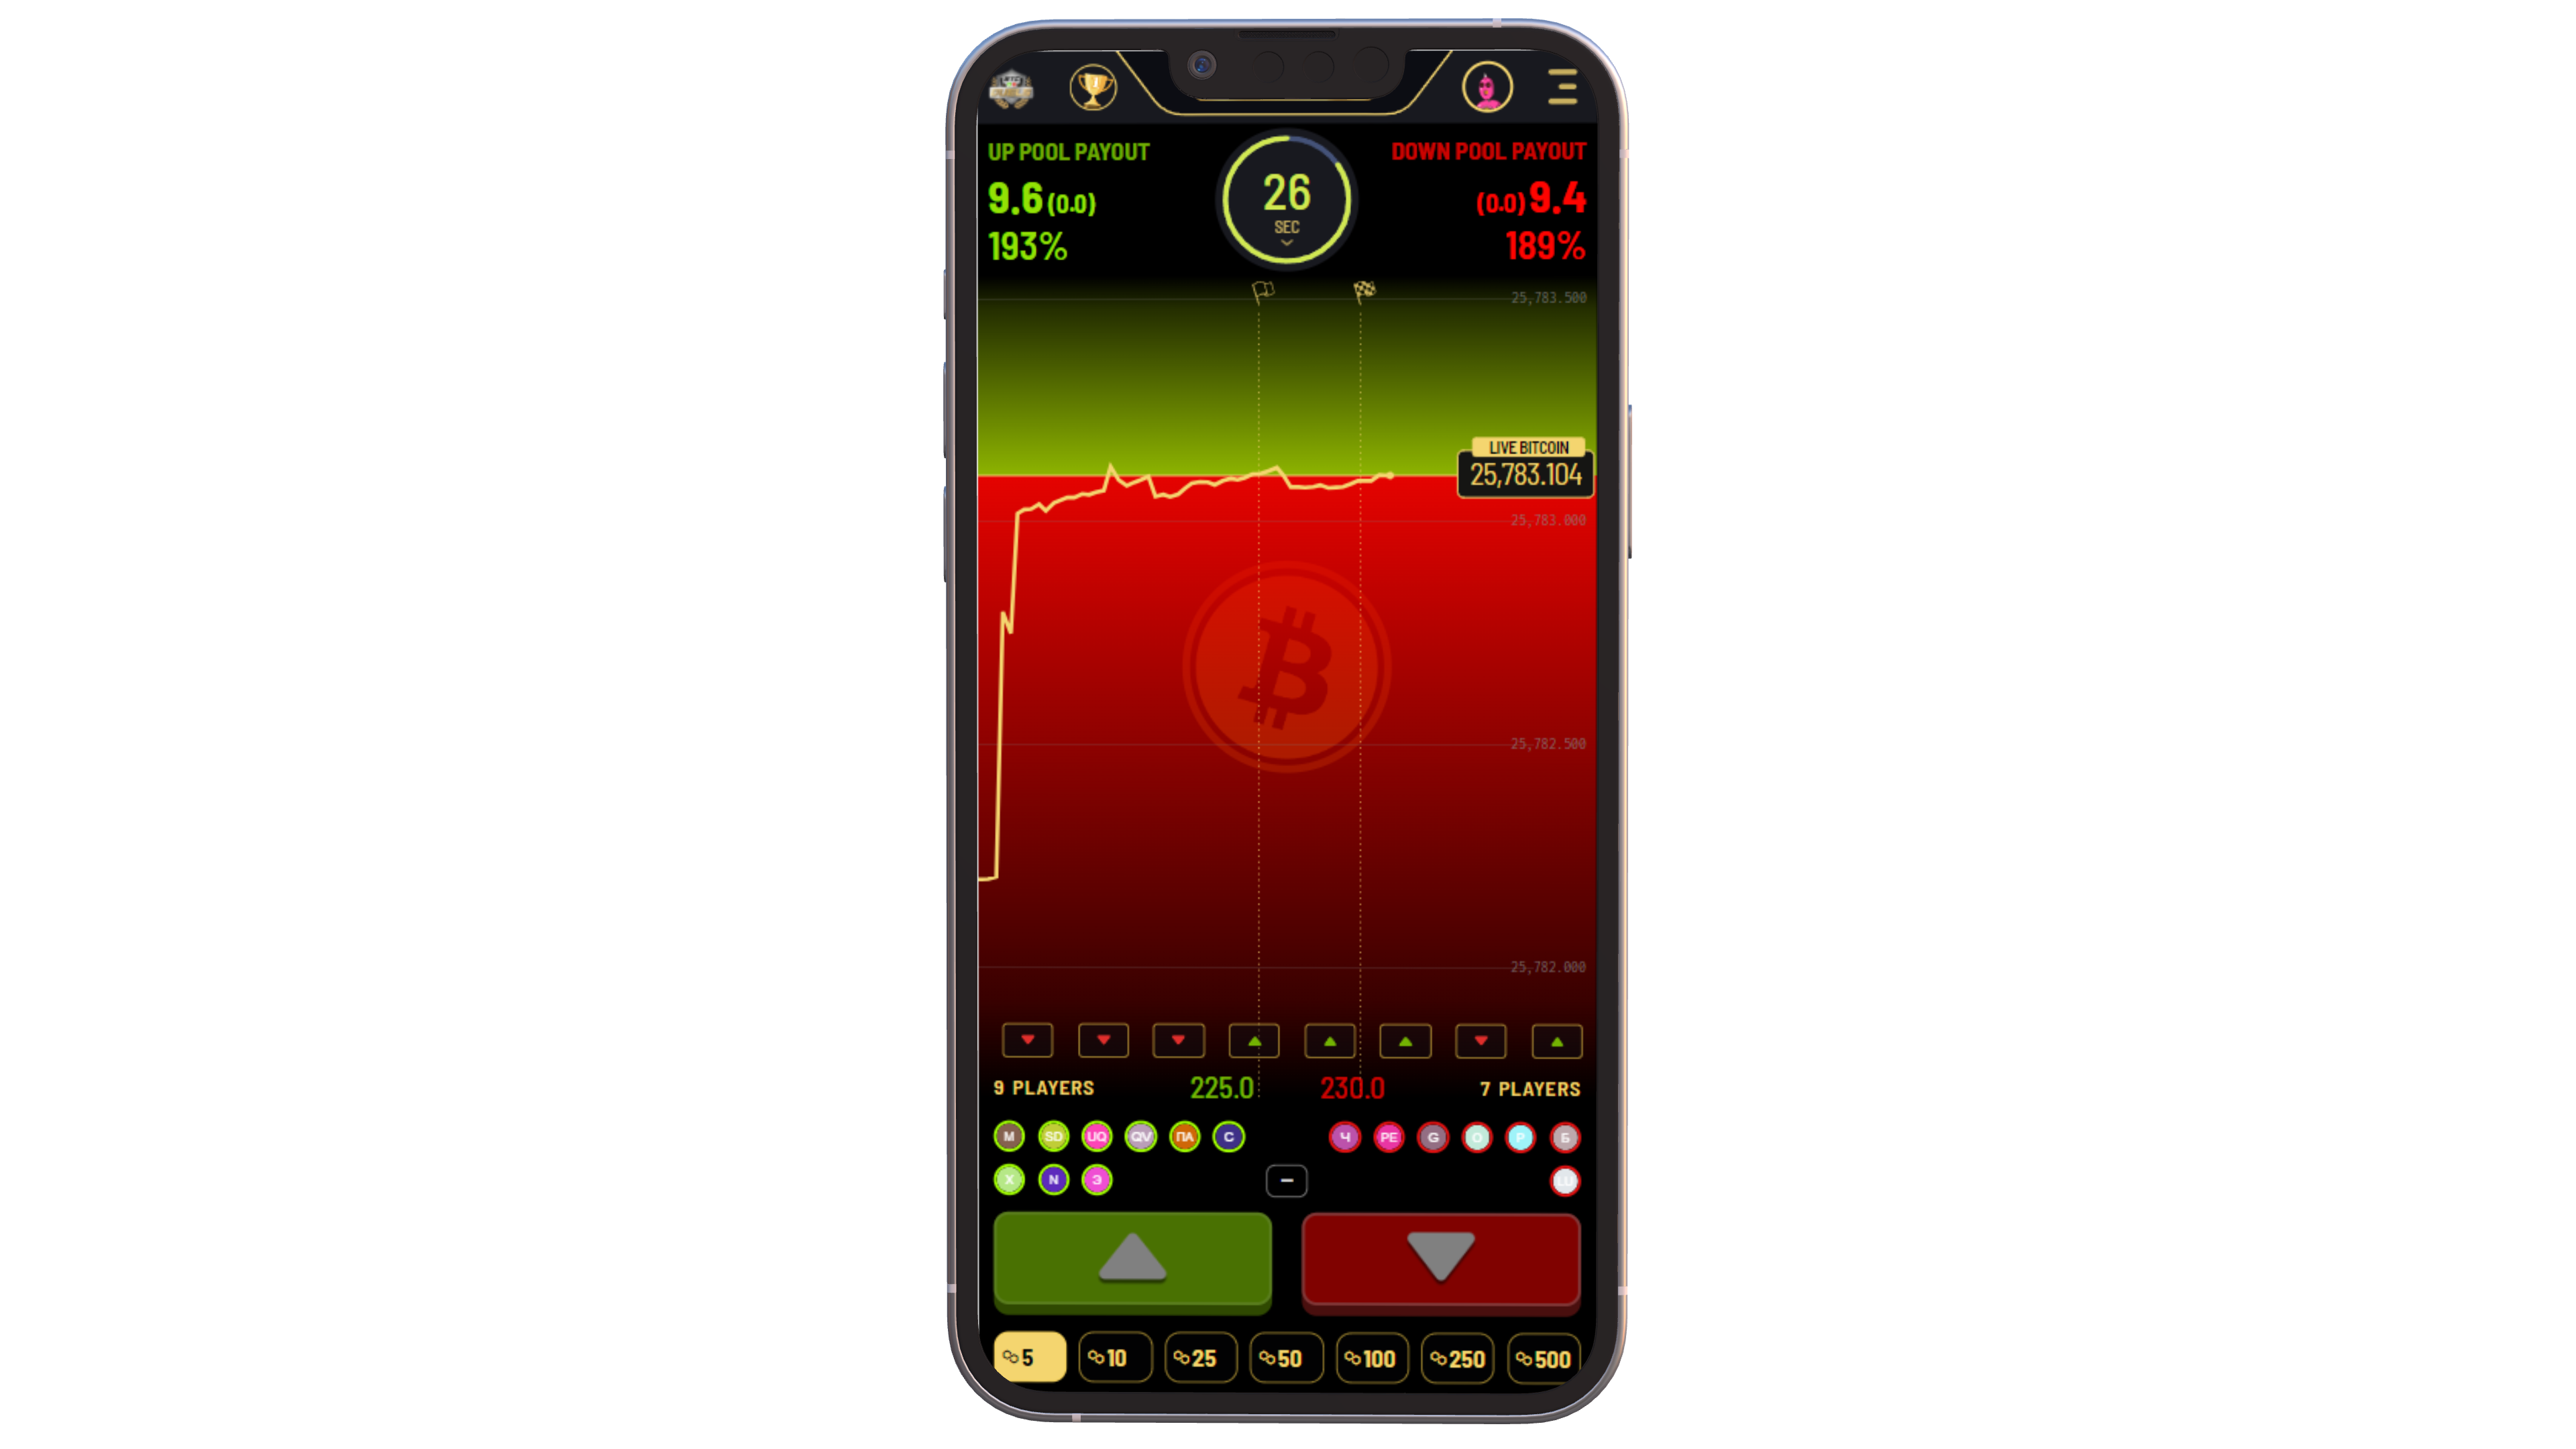 UP POOL PAYOUT
9.6 (0.0)
193%
26
SEC
DOWN POOL PAYOUT
(0.0) 9.4
189%
25,783.500
LIVE BITCOIN
25,783.104
25,783.000
25,782.500
25,782.000
9 PLAYERS
225.0
230.0
7 PLAYERS
M SD UQ QV ПА C
Ч PE G O P Б
X N Э
LU
5 10 25 50 100 250 500